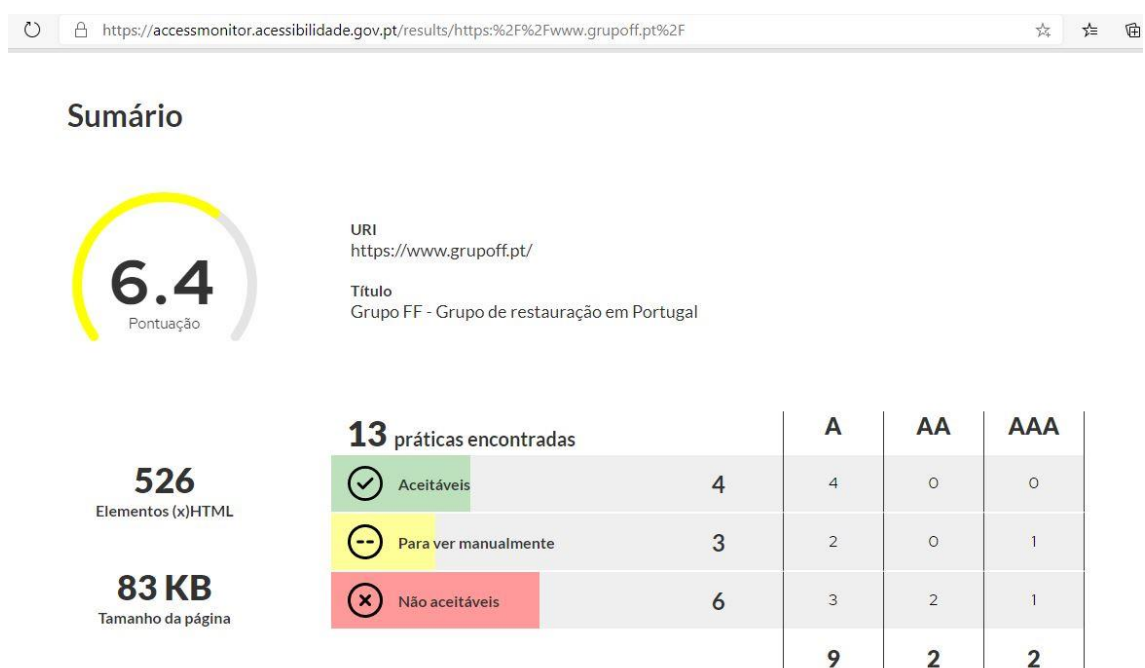 https://accessmonitor.acessibilidade.gov.pt/results/https:%2F%2Fwww.grupoff.pt%2F
Sumário
6.4
Pontuação
URI
https://www.grupoff.pt/
Título
Grupo FF - Grupo de restauração em Portugal
526
Elementos (x)HTML
83 KB
Tamanho da página
13 práticas encontradas A AA AAA
Aceitáveis 4 4 0 0
Para ver manualmente 3 2 0 1
Não aceitáveis 6 3 2 1
9 2 2